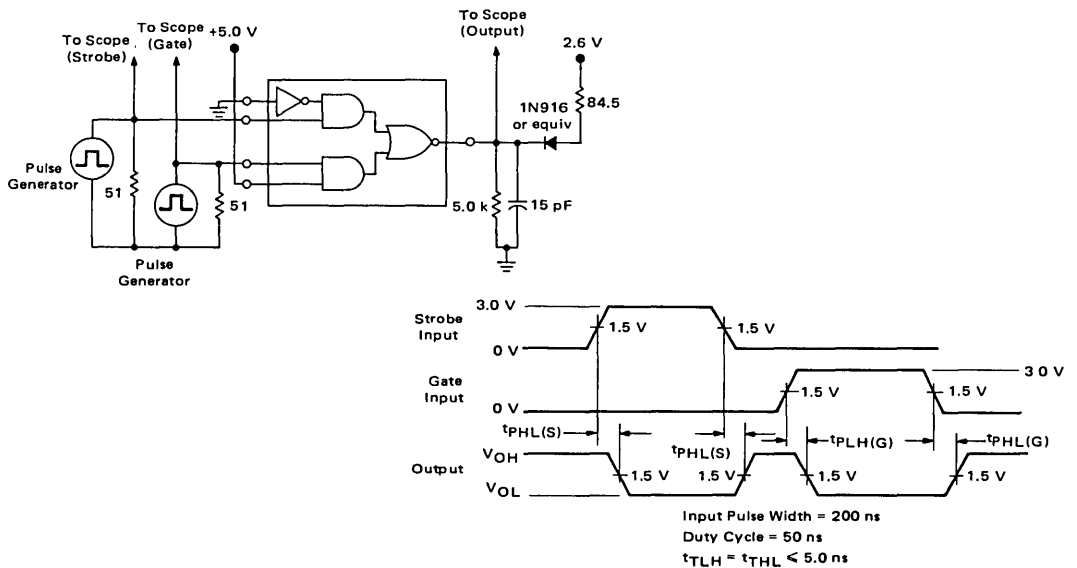 To Scope
(Strobe)
To Scope
(Gate)
+5.0 V
To Scope
(Output)
2.6 V
84.5
1N916
or equiv
Pulse
Generator
51
51
5.0 k
15 pF
Pulse
Generator
3.0 V
Strobe
Input
1.5 V
1.5 V
0 V
Gate
Input
3 0 V
1.5 V
1.5 V
0 V
tPHL(S)
tPHL(S)
tPLH(G)
tPHL(G)
Output
VOH
1.5 V
1.5 V
1.5 V
1.5 V
VOL
Input Pulse Width = 200 ns
Duty Cycle = 50 ns
tTLH = tTHL ⩽ 5.0 ns